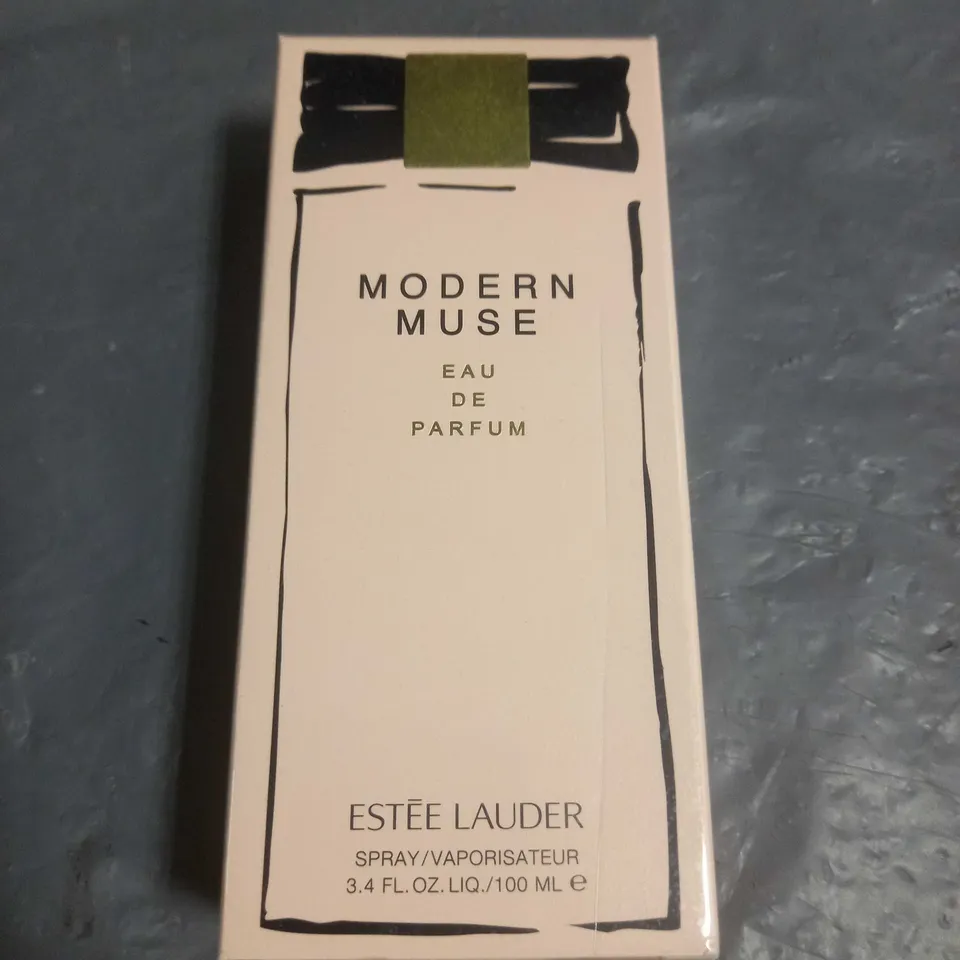 MODERN
MUSE
EAU
DE
PARFUM
ESTĒE LAUDER
SPRAY/VAPORISATEUR
3.4 FL.OZ.LIQ./100 ML ℮